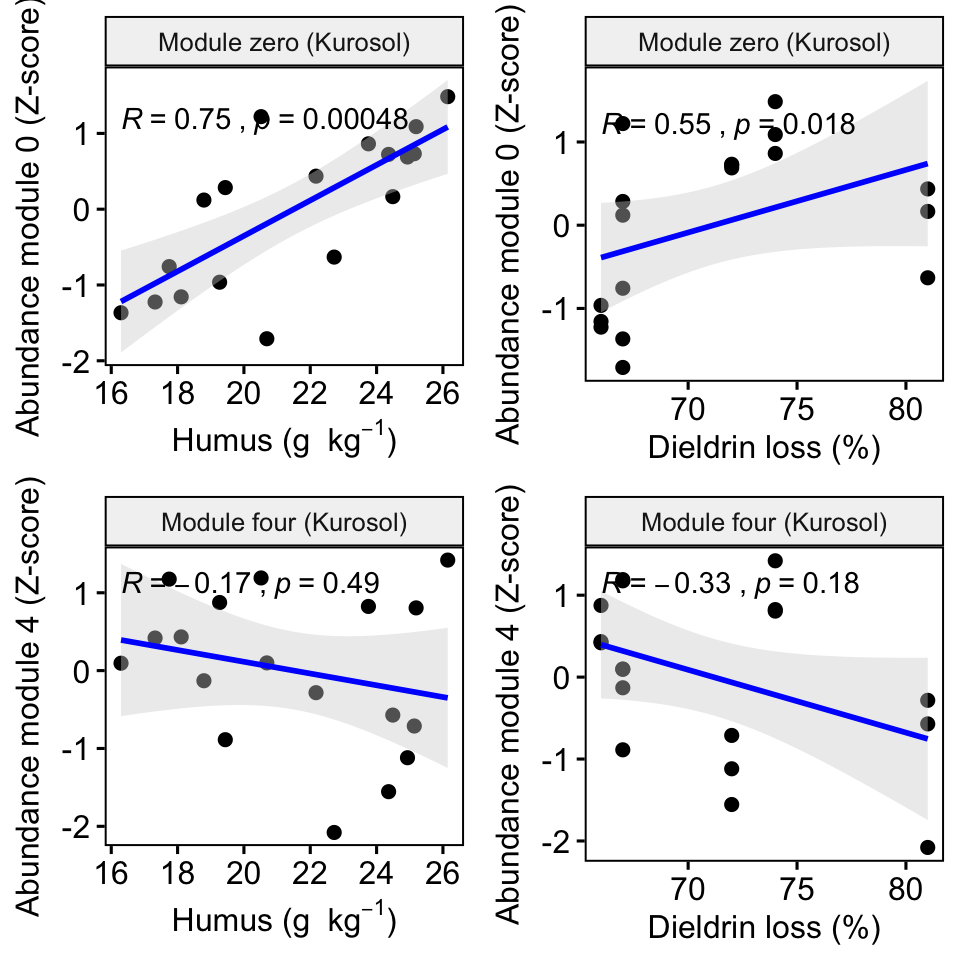 Module zero (Kurosol)
Abundance module 0 (Z-score)
R = 0.75 , p = 0.00048
1
0
-1
-2
16 18 20 22 24 26
Humus (g kg⁻¹)
Module zero (Kurosol)
Abundance module 0 (Z-score)
R = 0.55 , p = 0.018
1
0
-1
70 75 80
Dieldrin loss (%)
Module four (Kurosol)
Abundance module 4 (Z-score)
R = −0.17 , p = 0.49
1
0
-1
-2
16 18 20 22 24 26
Humus (g kg⁻¹)
Module four (Kurosol)
Abundance module 4 (Z-score)
R = −0.33 , p = 0.18
1
0
-1
-2
70 75 80
Dieldrin loss (%)